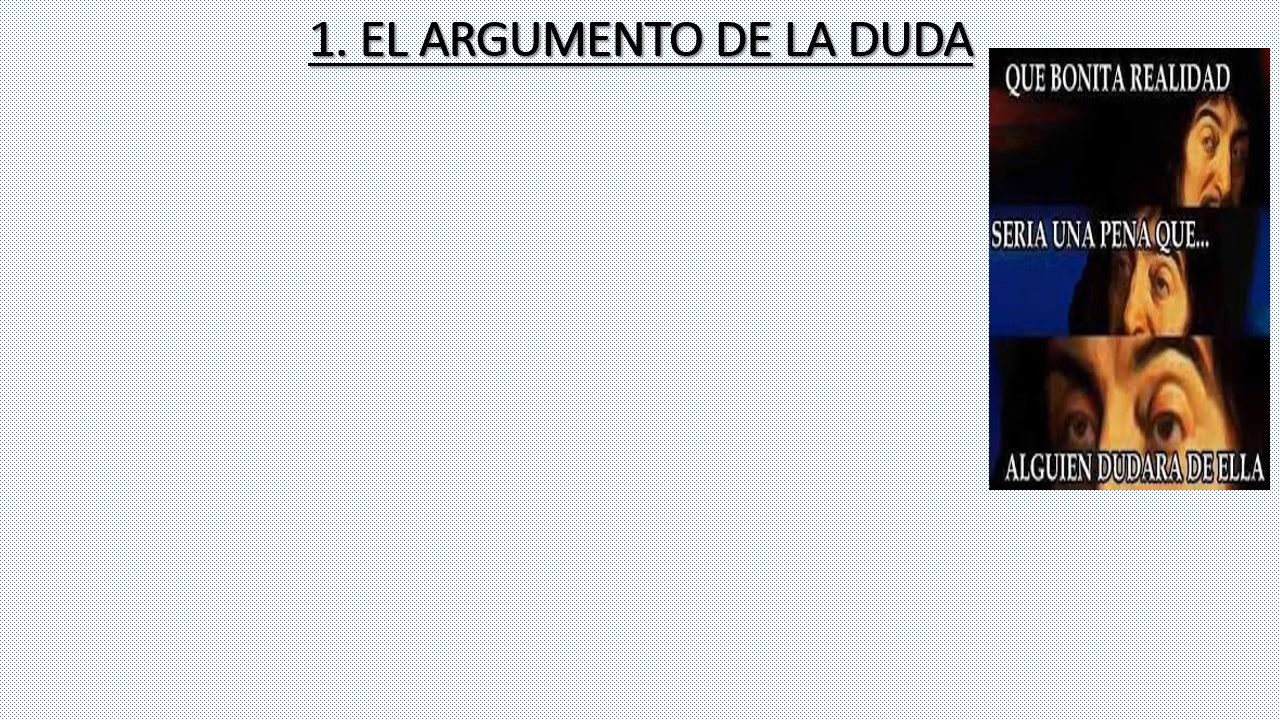 1. EL ARGUMENTO DE LA DUDA
QUE BONITA REALIDAD
SERIA UNA PENA QUE...
ALGUIEN DUDARA DE ELLA